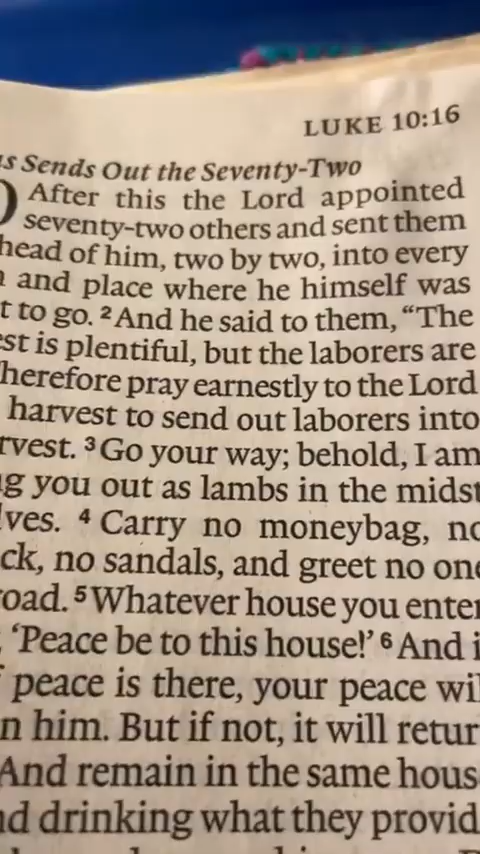 LUKE 10:16
Sends Out the Seventy-Two
After this the Lord appointed
seventy-two others and sent them
head of him, two by two, into every
and place where he himself was
t to go. 2 And he said to them, “The
st is plentiful, but the laborers are
herefore pray earnestly to the Lord
harvest to send out laborers into
rvest. 3 Go your way; behold, I am
g you out as lambs in the midst
lves. 4 Carry no moneybag, no
ck, no sandals, and greet no one
oad. 5 Whatever house you enter
‘Peace be to this house!’ 6 And i
peace is there, your peace wil
n him. But if not, it will retur
And remain in the same hous
nd drinking what they provid